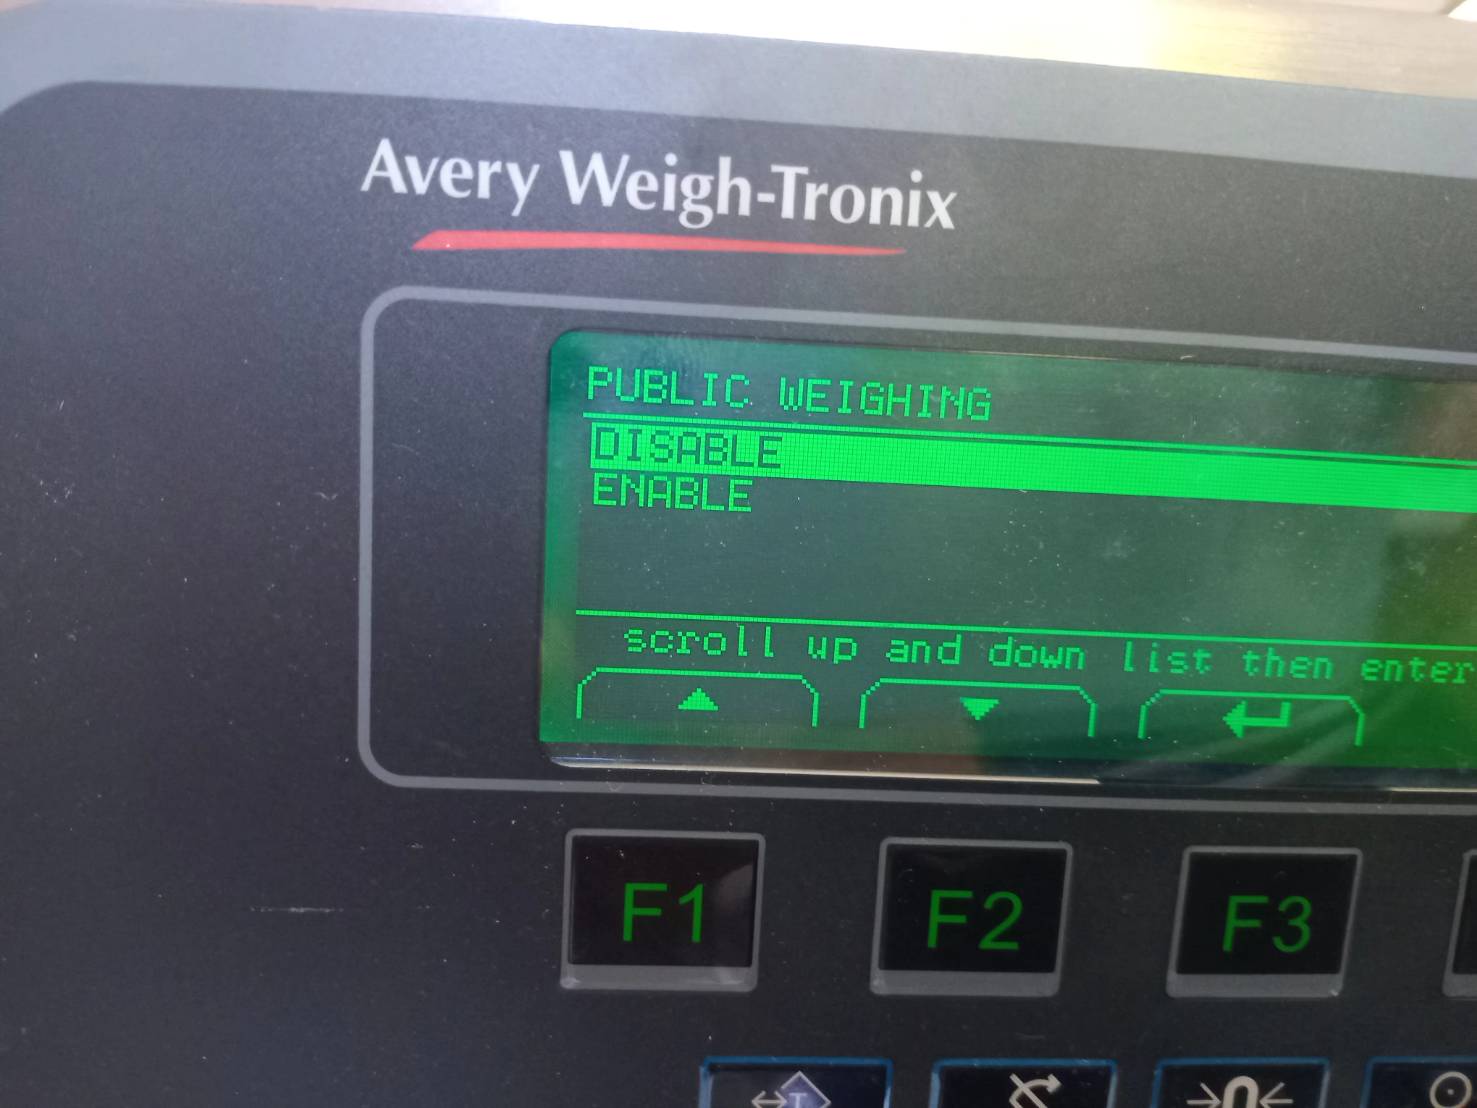 Avery Weigh-Tronix
PUBLIC WEIGHING
DISABLE
ENABLE
scroll up and down list then enter
F1 F2 F3
T